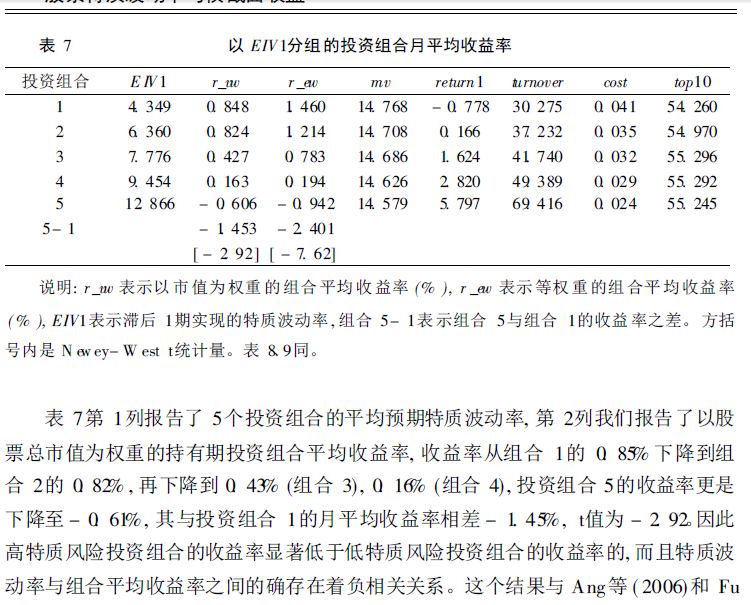 表 7 以 EIV1分组的投资组合月平均收益率
投资组合 EIV1 r_vw r_ew mv return1 turnover cost top10
1 4.349 0.848 1.460 14.768 -0.778 30.275 0.041 54.260
2 6.360 0.824 1.214 14.708 0.166 37.232 0.035 54.970
3 7.776 0.427 0.783 14.686 1.624 41.740 0.032 55.296
4 9.454 0.163 0.194 14.626 2.820 49.389 0.029 55.292
5 12.866 -0.606 -0.942 14.579 5.797 69.416 0.024 55.245
5-1 -1.453 -2.401
[-2.92] [-7.62]
说明: r_vw 表示以市值为权重的组合平均收益率 (%), r_ew 表示等权重的组合平均收益率
(%), EIV1表示滞后 1期实现的特质波动率,组合 5-1表示组合 5与组合 1的收益率之差。方括
号内是 Newey-West t统计量。表 8.9同。
表 7第 1列报告了 5个投资组合的平均预期特质波动率, 第 2列我们报告了以股
票总市值为权重的持有期投资组合平均收益率, 收益率从组合 1的 0.85%下降到组
合 2的 0.82%, 再下降到 0.43% (组合 3), 0.16% (组合 4), 投资组合 5的收益率更是
下降至 -0.61%, 其与投资组合 1的月平均收益率相差 -1.45%, t值为 -2.92。因此
高特质风险投资组合的收益率显著低于低特质风险投资组合的收益率的, 而且特质波
动率与组合平均收益率之间的确存在着负相关关系。这个结果与 Ang等 (2006)和 Fu